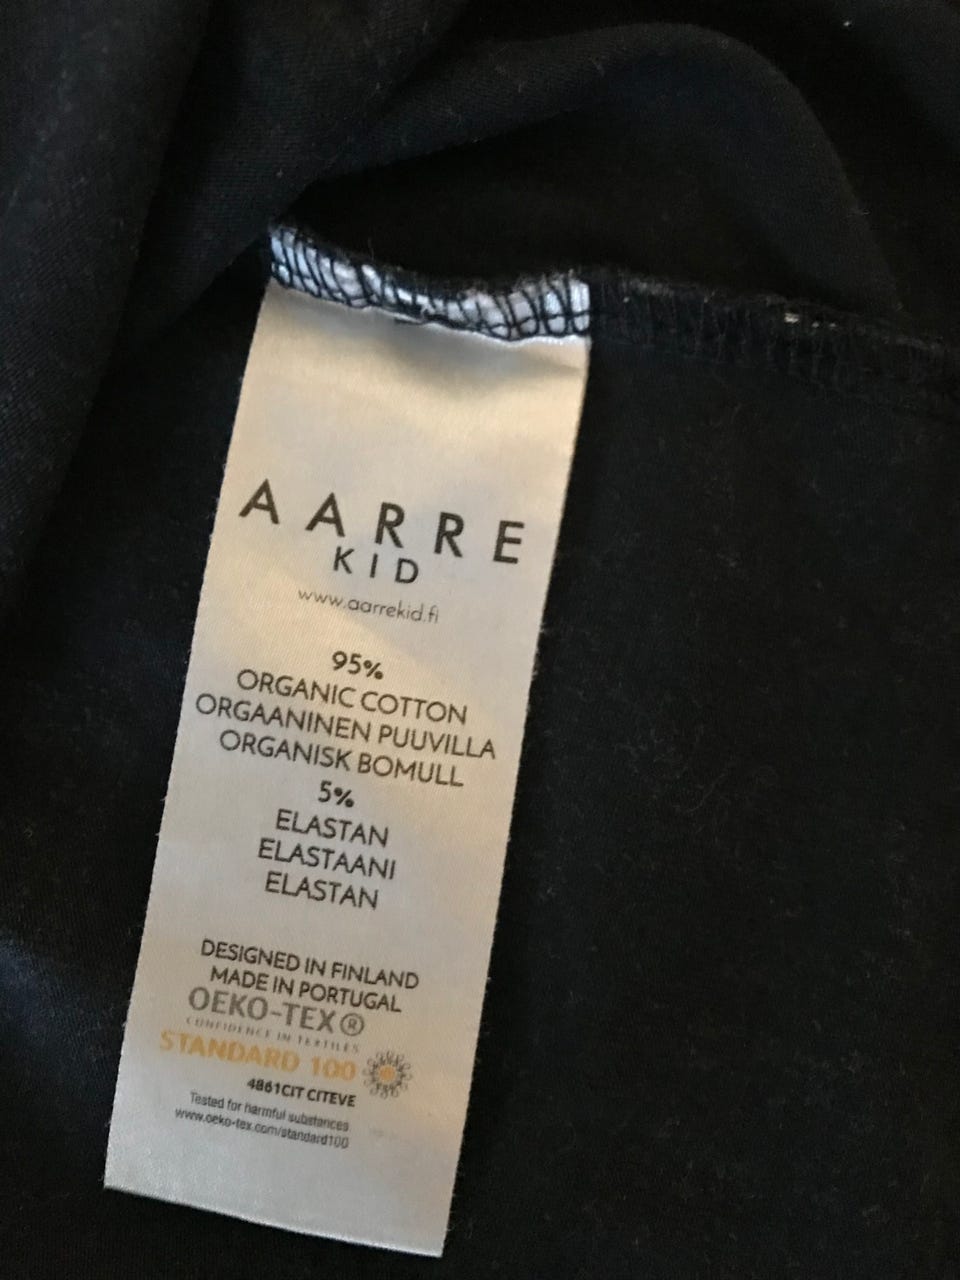 AARRE
KID
www.aarrekid.fi
95%
ORGANIC COTTON
ORGAANINEN PUUVILLA
ORGANISK BOMULL
5%
ELASTAN
ELASTAANI
ELASTAN
DESIGNED IN FINLAND
MADE IN PORTUGAL
OEKO-TEX®
CONFIDENCE IN TEXTILES
STANDARD 100
4861CIT CITEVE
Tested for harmful substances
www.oeko-tex.com/standard100